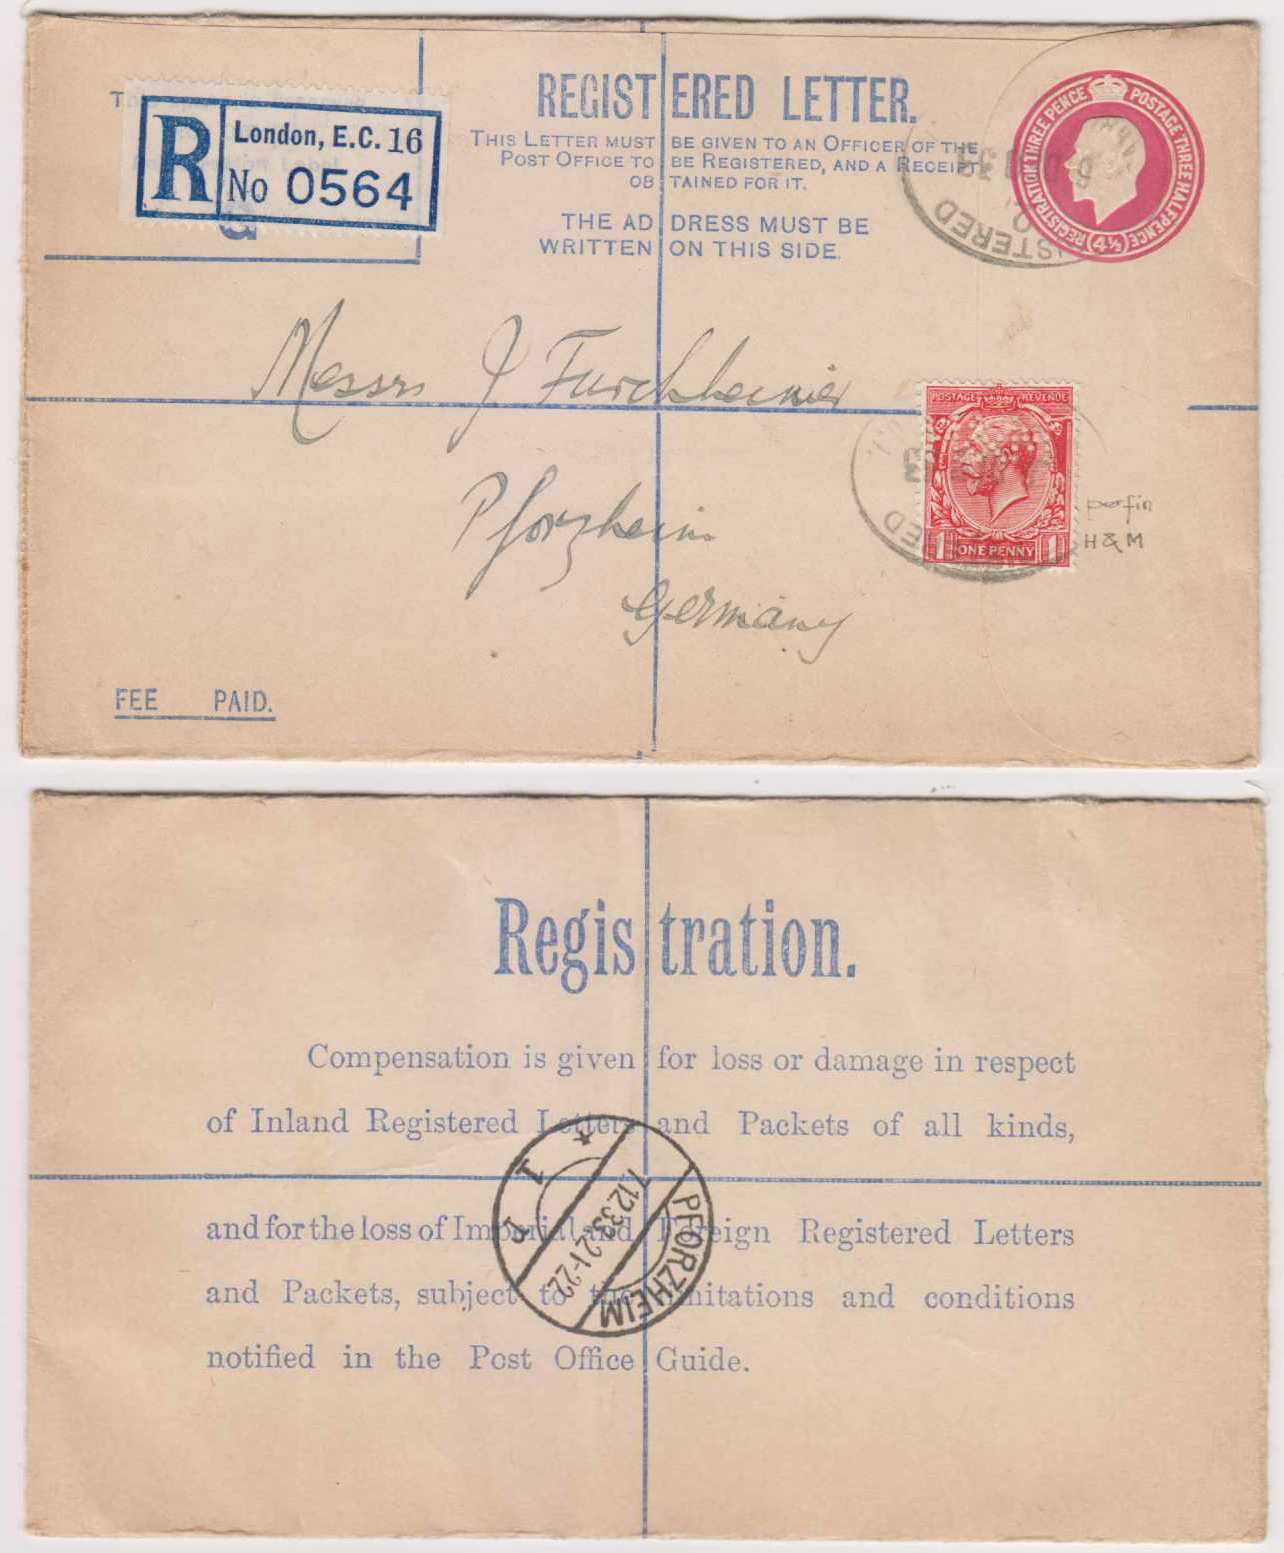 REGISTERED LETTER.
THIS LETTER MUST BE GIVEN TO AN OFFICER OF THE
POST OFFICE TO BE REGISTERED, AND A RECEIPT
OBTAINED FOR IT.
THE ADDRESS MUST BE
WRITTEN ON THIS SIDE.
R
London, E.C. 16
No 0564
REGISTRATION THREE PENCE
POSTAGE THREE HALFPENCE
4½
Messrs J Furckheimer
Pforzheim
Germany
POSTAGE REVENUE
1 ONE PENNY 1
perfin
H & M
FEE PAID.
Registration.
Compensation is given for loss or damage in respect
of Inland Registered Letters and Packets of all kinds,
and for the loss of Imperial and Foreign Registered Letters
and Packets, subject to the limitations and conditions
notified in the Post Office Guide.
PFORZHEIM
7.12.33.21-22